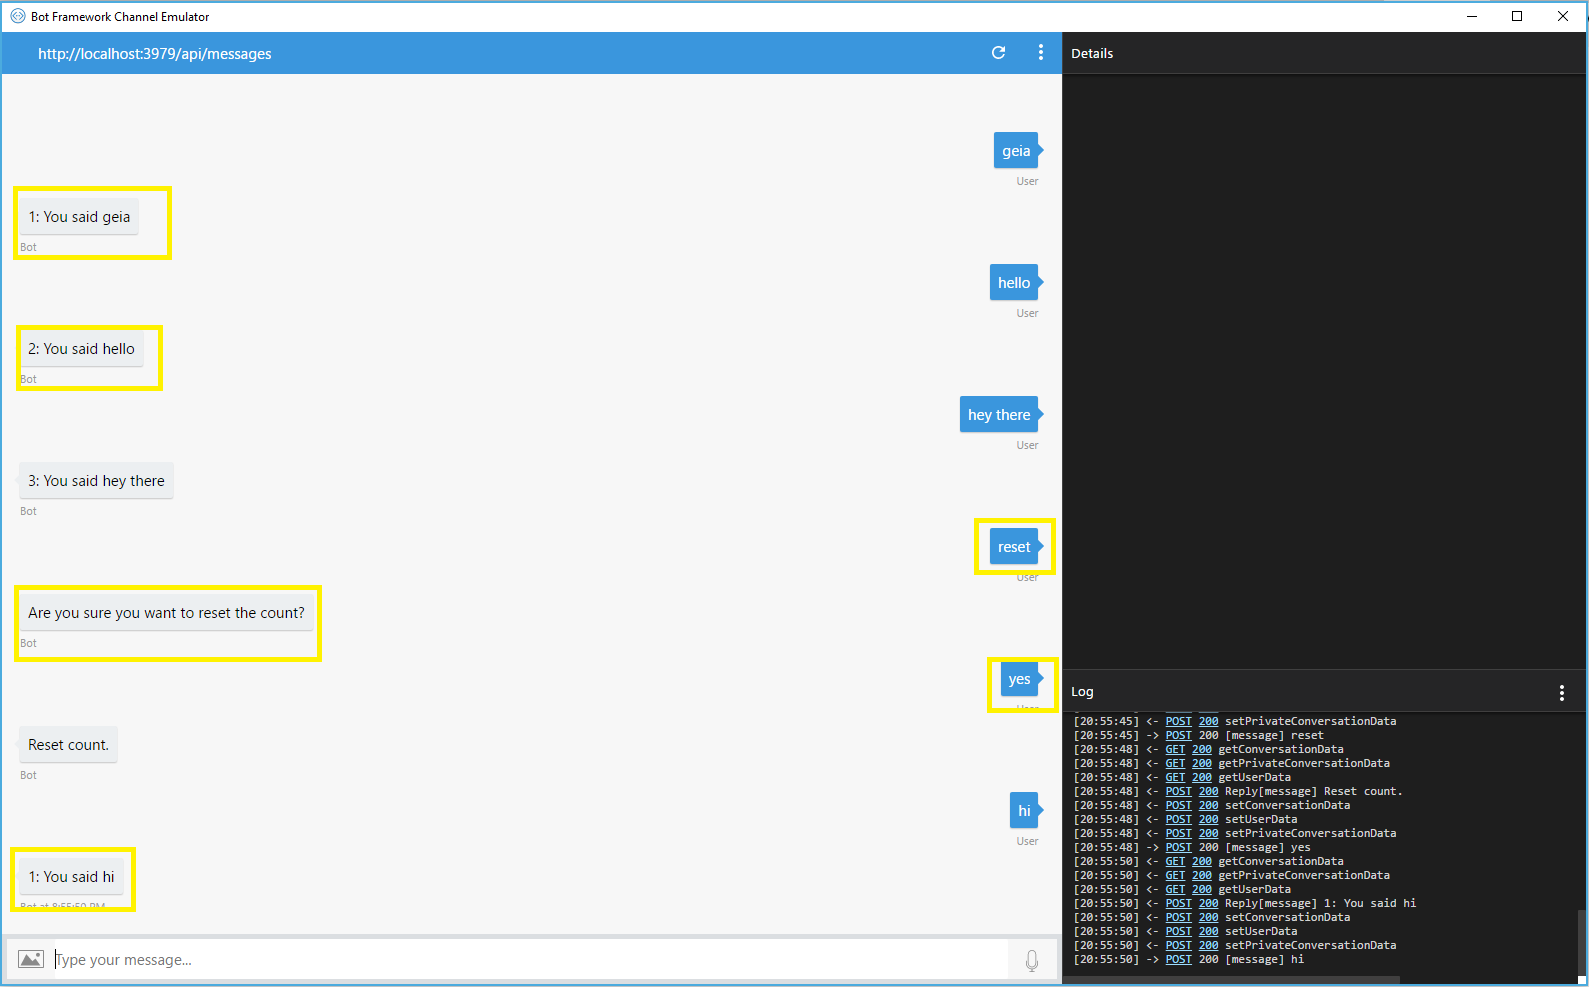 Bot Framework Channel Emulator
http://localhost:3979/api/messages
geia
User
1: You said geia
Bot
hello
User
2: You said hello
Bot
hey there
User
3: You said hey there
Bot
reset
User
Are you sure you want to reset the count?
Bot
yes
User
Reset count.
Bot
hi
User
1: You said hi
Bot at 8:55:50 PM
Type your message...
Details
Log
[20:55:45] <- POST 200 setPrivateConversationData
[20:55:45] -> POST 200 [message] reset
[20:55:48] <- GET 200 getConversationData
[20:55:48] <- GET 200 getPrivateConversationData
[20:55:48] <- GET 200 getUserData
[20:55:48] <- POST 200 Reply[message] Reset count.
[20:55:48] <- POST 200 setConversationData
[20:55:48] <- POST 200 setUserData
[20:55:48] <- POST 200 setPrivateConversationData
[20:55:48] -> POST 200 [message] yes
[20:55:50] <- GET 200 getConversationData
[20:55:50] <- GET 200 getPrivateConversationData
[20:55:50] <- GET 200 getUserData
[20:55:50] <- POST 200 Reply[message] 1: You said hi
[20:55:50] <- POST 200 setConversationData
[20:55:50] <- POST 200 setUserData
[20:55:50] <- POST 200 setPrivateConversationData
[20:55:50] -> POST 200 [message] hi